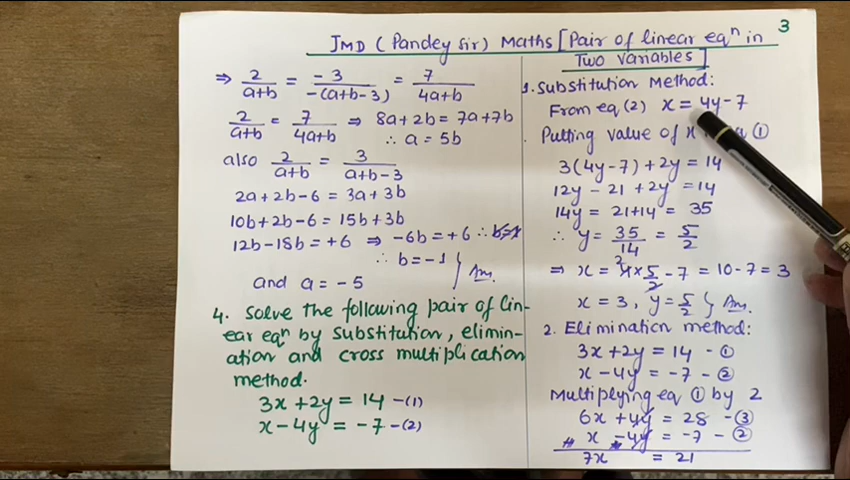 3
JMD (Pandey Sir) Maths [Pair of linear eqⁿ in
Two Variables]
⇒ 2/(a+b) = -3/-(a+b-3) = 7/(4a+b)
2/(a+b) = 7/(4a+b) ⇒ 8a+2b = 7a+7b
∴ a = 5b
also 2/(a+b) = 3/(a+b-3)
2a+2b-6 = 3a+3b
10b+2b-6 = 15b+3b
12b-18b = +6 ⇒ -6b = +6
∴ b = -1
and a = -5 } Ans.
4. Solve the following pair of lin-
ear eqⁿ by substitution, elimin-
ation and cross multiplication
method.
3x+2y = 14 -(1)
x-4y = -7 -(2)
1. Substitution Method:
From eq (2) x = 4y-7
Putting value of x ①
3(4y-7)+2y = 14
12y - 21 + 2y = 14
14y = 21+14 = 35
∴ y = 35/14 = 5/2
⇒ x = 4×5/2 - 7 = 10-7 = 3
x = 3, y = 5/2 } Ans.
2. Elimination method:
3x+2y = 14 - ①
x-4y = -7 - ②
Multiplying eq ① by 2
6x + 4y = 28 - ③
x - 4y = -7 - ②
7x = 21